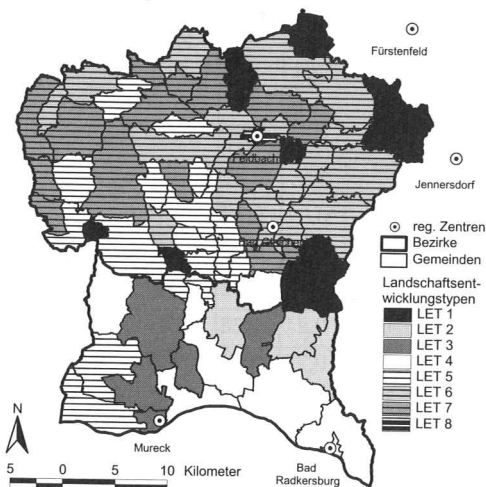 Fürstenfeld
Feldbach
Jennersdorf
reg. Zentren
Bezirke
Gemeinden
Landschaftsent-
wicklungstypen
LET 1
LET 2
LET 3
LET 4
LET 5
LET 6
LET 7
LET 8
N
Mureck
Bad
Radkersburg
5 0 5 10 Kilometer